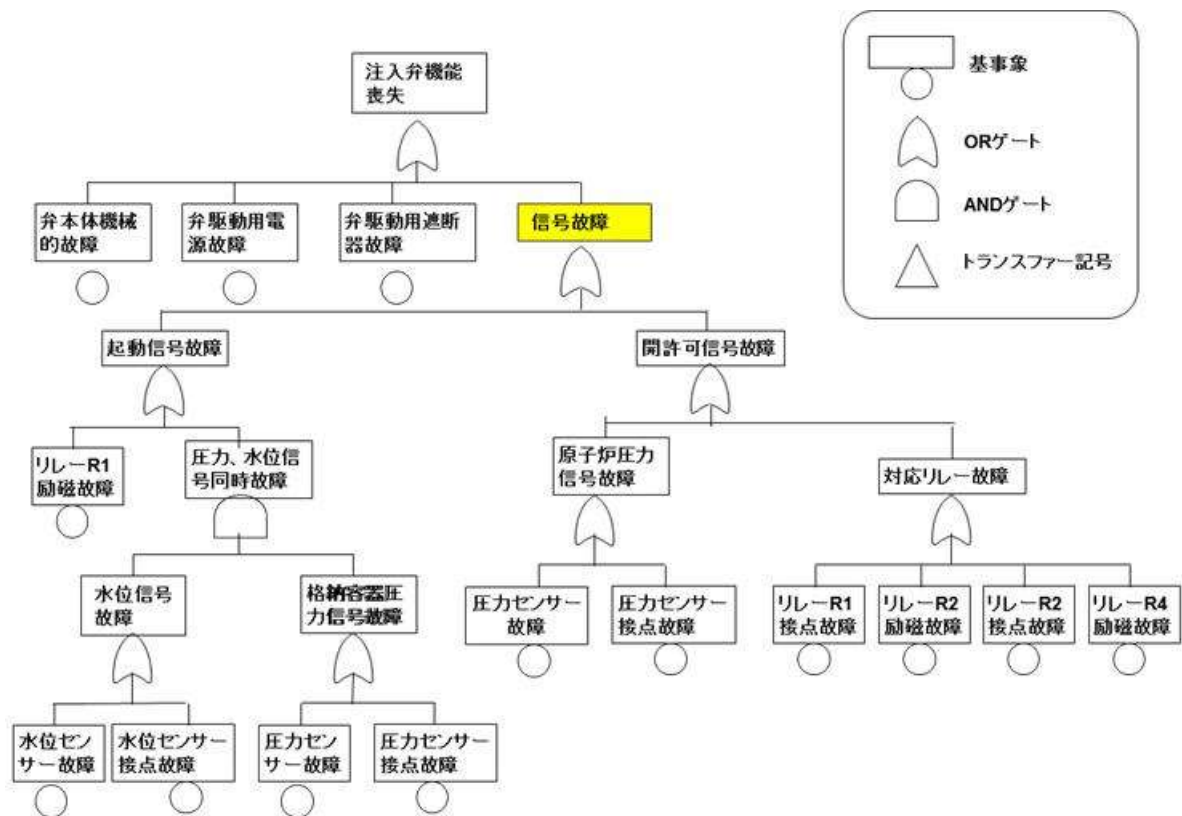 注入弁機能
喪失
基事象
ORゲート
ANDゲート
トランスファー記号
弁本体機械
的故障
弁駆動用電
源故障
弁駆動用遮断
器故障
信号故障
起動信号故障
開許可信号故障
リレーR1
励磁故障
圧力、水位信
号同時故障
原子炉圧力
信号故障
対応リレー故障
水位信号
故障
格納容器圧
力信号故障
圧力センサー
故障
圧力センサー
接点故障
リレーR1
接点故障
リレーR2
励磁故障
リレーR2
接点故障
リレーR4
励磁故障
水位セン
サー故障
水位センサー
接点故障
圧力セン
サー故障
圧力センサー
接点故障